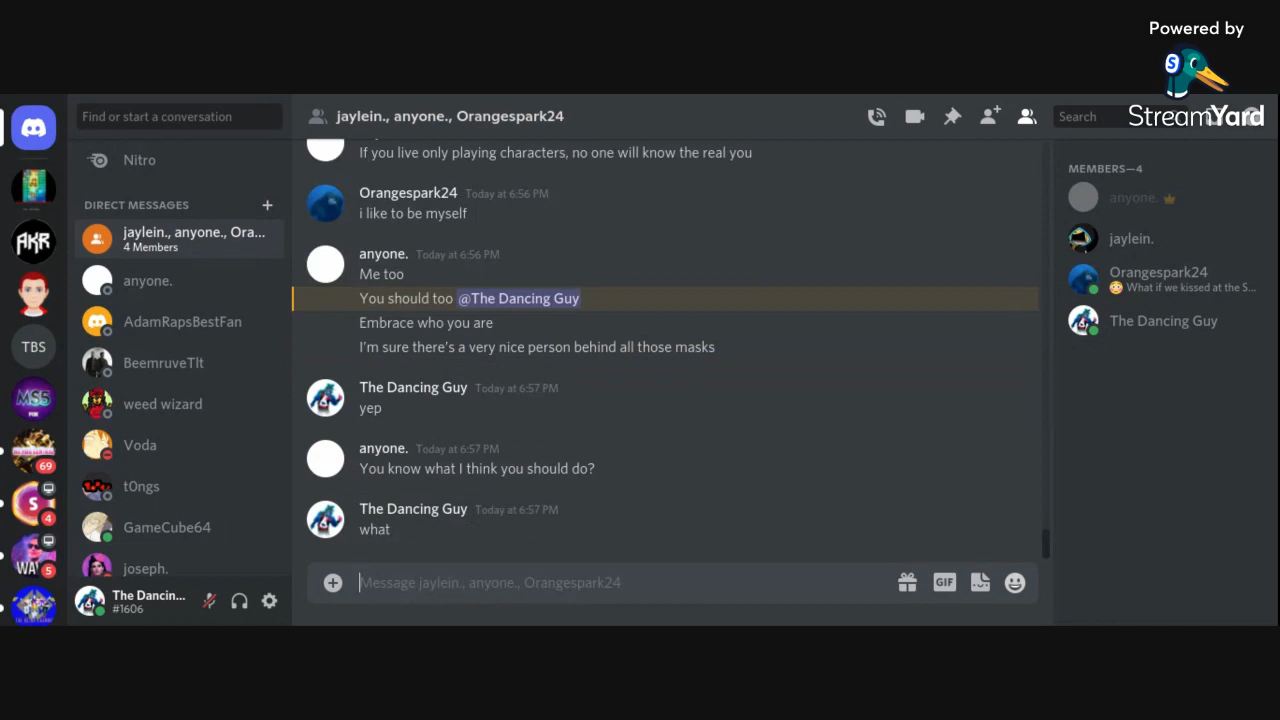 Powered by
StreamYard
Find or start a conversation
Nitro
DIRECT MESSAGES
jaylein., anyone., Ora...
4 Members
anyone.
AdamRapsBestFan
BeemruveTlt
weed wizard
Voda
t0ngs
GameCube64
joseph.
The Dancin...
#1606
AKR
TBS
MS5
69
S
4
WA
5
jaylein., anyone., Orangespark24
Search
If you live only playing characters, no one will know the real you
Orangespark24 Today at 6:56 PM
i like to be myself
anyone. Today at 6:56 PM
Me too
You should too @The Dancing Guy
Embrace who you are
I'm sure there's a very nice person behind all those masks
The Dancing Guy Today at 6:57 PM
yep
anyone. Today at 6:57 PM
You know what I think you should do?
The Dancing Guy Today at 6:57 PM
what
Message jaylein., anyone., Orangespark24
GIF
MEMBERS—4
anyone.
jaylein.
Orangespark24
What if we kissed at the S...
The Dancing Guy